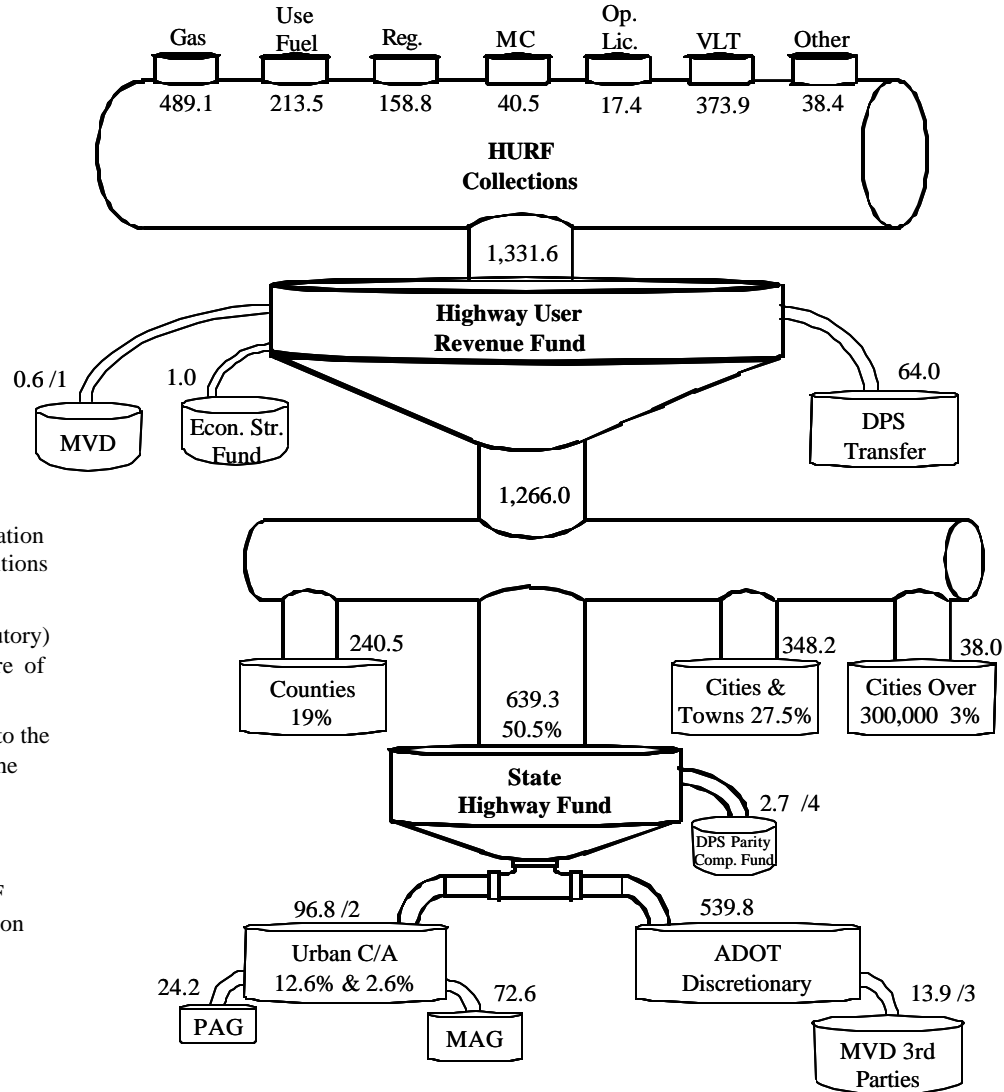 Gas
Use
Fuel
Reg.
MC
Op.
Lic.
VLT
Other
489.1
213.5
158.8
40.5
17.4
373.9
38.4
HURF
Collections
1,331.6
Highway User
Revenue Fund
0.6 /1
MVD
1.0
Econ. Str.
Fund
64.0
DPS
Transfer
1,266.0
ation
tions
utory)
re of
to the
ne
on
240.5
Counties
19%
639.3
50.5%
348.2
Cities &
Towns 27.5%
38.0
Cities Over
300,000 3%
State
Highway Fund
2.7 /4
DPS Parity
Comp. Fund
96.8 /2
Urban C/A
12.6% & 2.6%
539.8
ADOT
Discretionary
24.2
PAG
72.6
MAG
13.9 /3
MVD 3rd
Parties